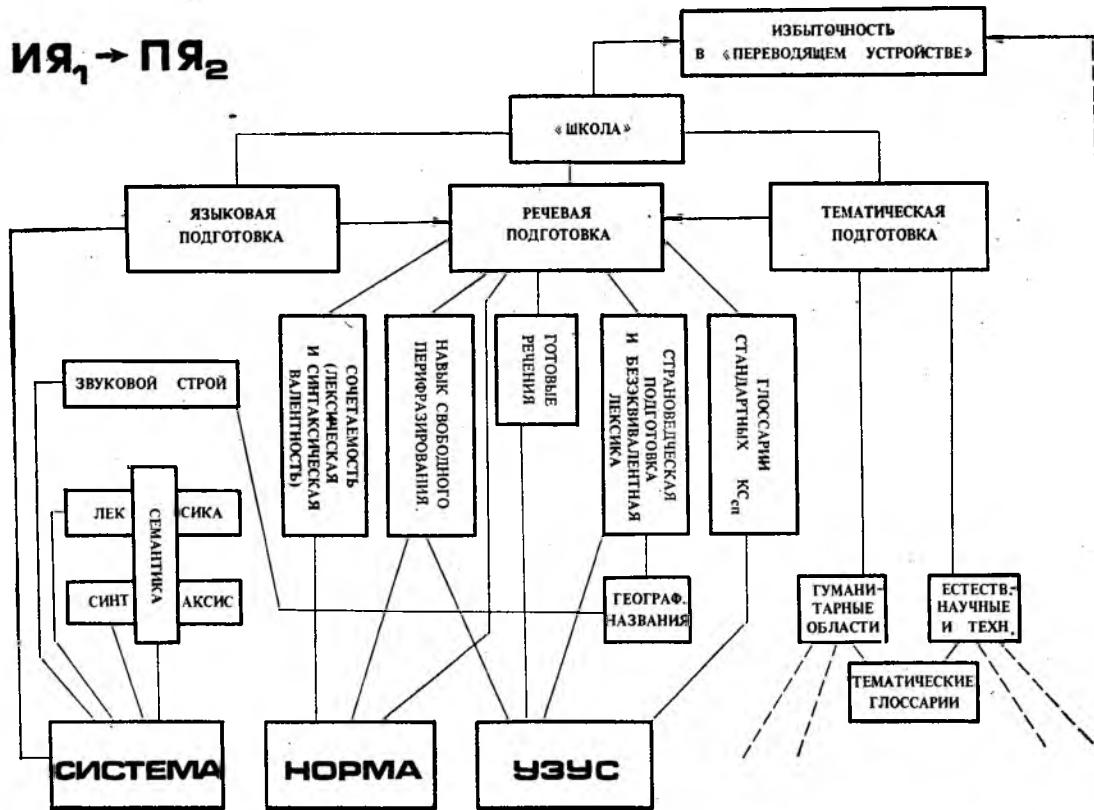 ИЯ₁ → ПЯ₂
ИЗБЫТОЧНОСТЬ
В «ПЕРЕВОДЯЩЕМ УСТРОЙСТВЕ»
«ШКОЛА»
ЯЗЫКОВАЯ
ПОДГОТОВКА
РЕЧЕВАЯ
ПОДГОТОВКА
ТЕМАТИЧЕСКАЯ
ПОДГОТОВКА
СОЧЕТАЕМОСТЬ
(ЛЕКСИЧЕСКАЯ
И СИНТАКСИЧЕСКАЯ
ВАЛЕНТНОСТЬ)
НАВЫК СВОБОДНОГО
ПЕРИФРАЗИРОВАНИЯ.
ГОТОВЫЕ
РЕЧЕНИЯ
СТРАНОВЕДЧЕСКАЯ
ПОДГОТОВКА
И БЕЗЭКВИВАЛЕНТНАЯ
ЛЕКСИКА
ГЛОССАРИИ
СТАНДАРТНЫХ КСсп
ЗВУКОВОЙ СТРОЙ
ЛЕК СИКА
СЕМАНТИКА
СИНТ АКСИС
ГЕОГРАФ.
НАЗВАНИЯ
ГУМАНИ-
ТАРНЫЕ
ОБЛАСТИ
ЕСТЕСТВ.-
НАУЧНЫЕ
И ТЕХН.
ТЕМАТИЧЕСКИЕ
ГЛОССАРИИ
СИСТЕМА
НОРМА
УЗУС